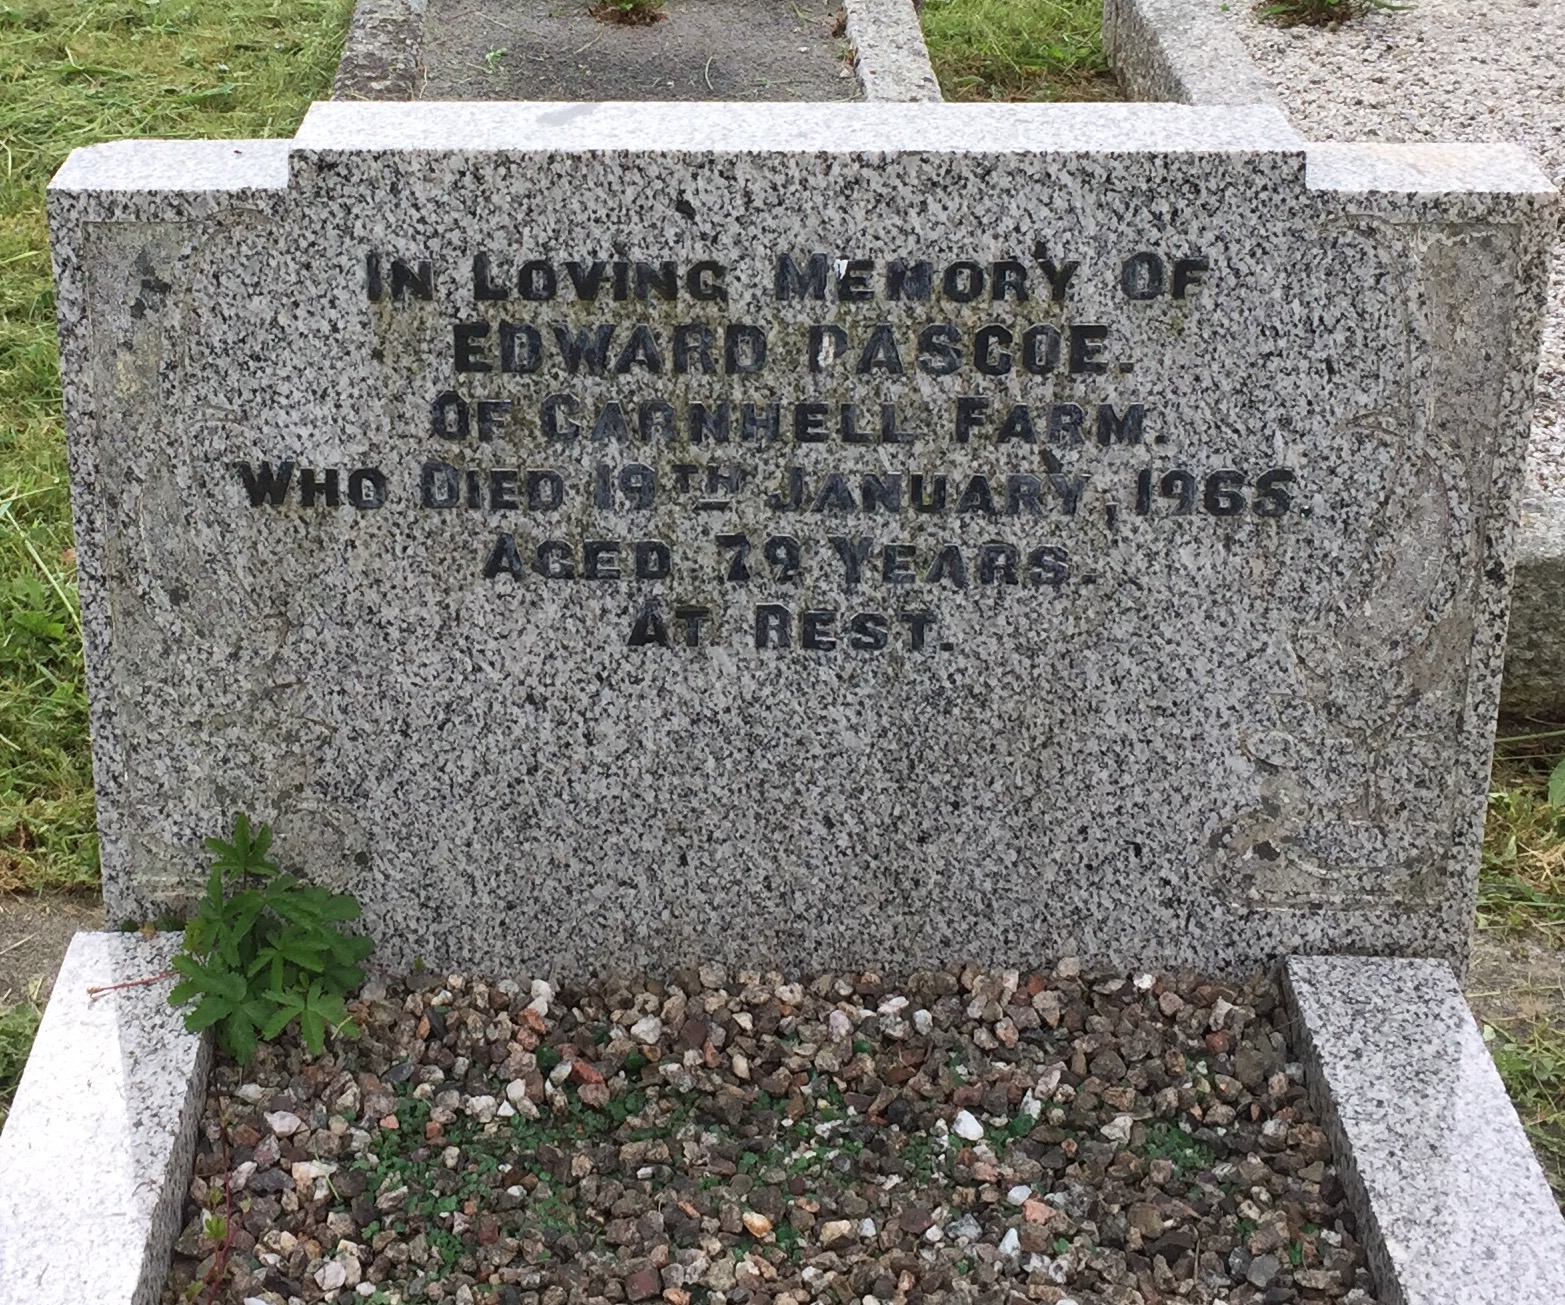 IN LOVING MEMORY OF
EDWARD PASCOE.
OF CARNHELL FARM.
WHO DIED 19TH JANUARY, 1965.
AGED 79 YEARS.
AT REST.